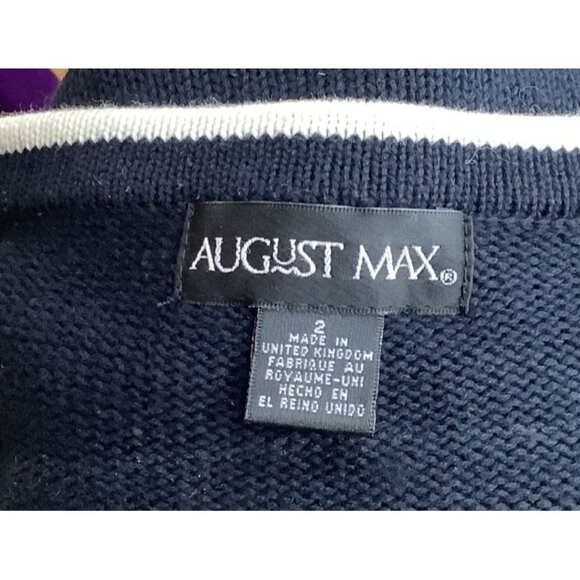 AUGUST MAX®
2
MADE IN
UNITED KINGDOM
FABRIQUE AU
ROYAUME-UNI
HECHO EN
EL REINO UNIDO